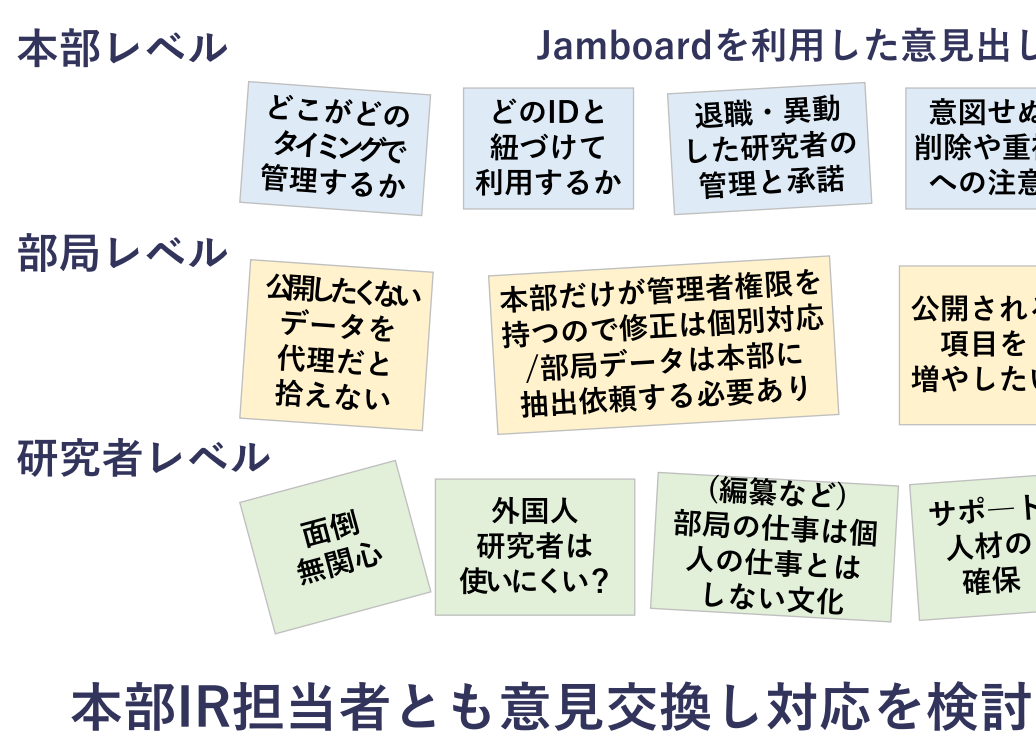 本部レベル
Jamboardを利用した意見出し
どこがどの
タイミングで
管理するか
どのIDと
紐づけて
利用するか
退職・異動
した研究者の
管理と承諾
意図せぬ
削除や重複
への注意
部局レベル
公開したくない
データを
代理だと
拾えない
本部だけが管理者権限を
持つので修正は個別対応
/部局データは本部に
抽出依頼する必要あり
公開される
項目を
増やしたい
研究者レベル
面倒
無関心
外国人
研究者は
使いにくい？
（編纂など）
部局の仕事は個
人の仕事とは
しない文化
サポート
人材の
確保
本部IR担当者とも意見交換し対応を検討